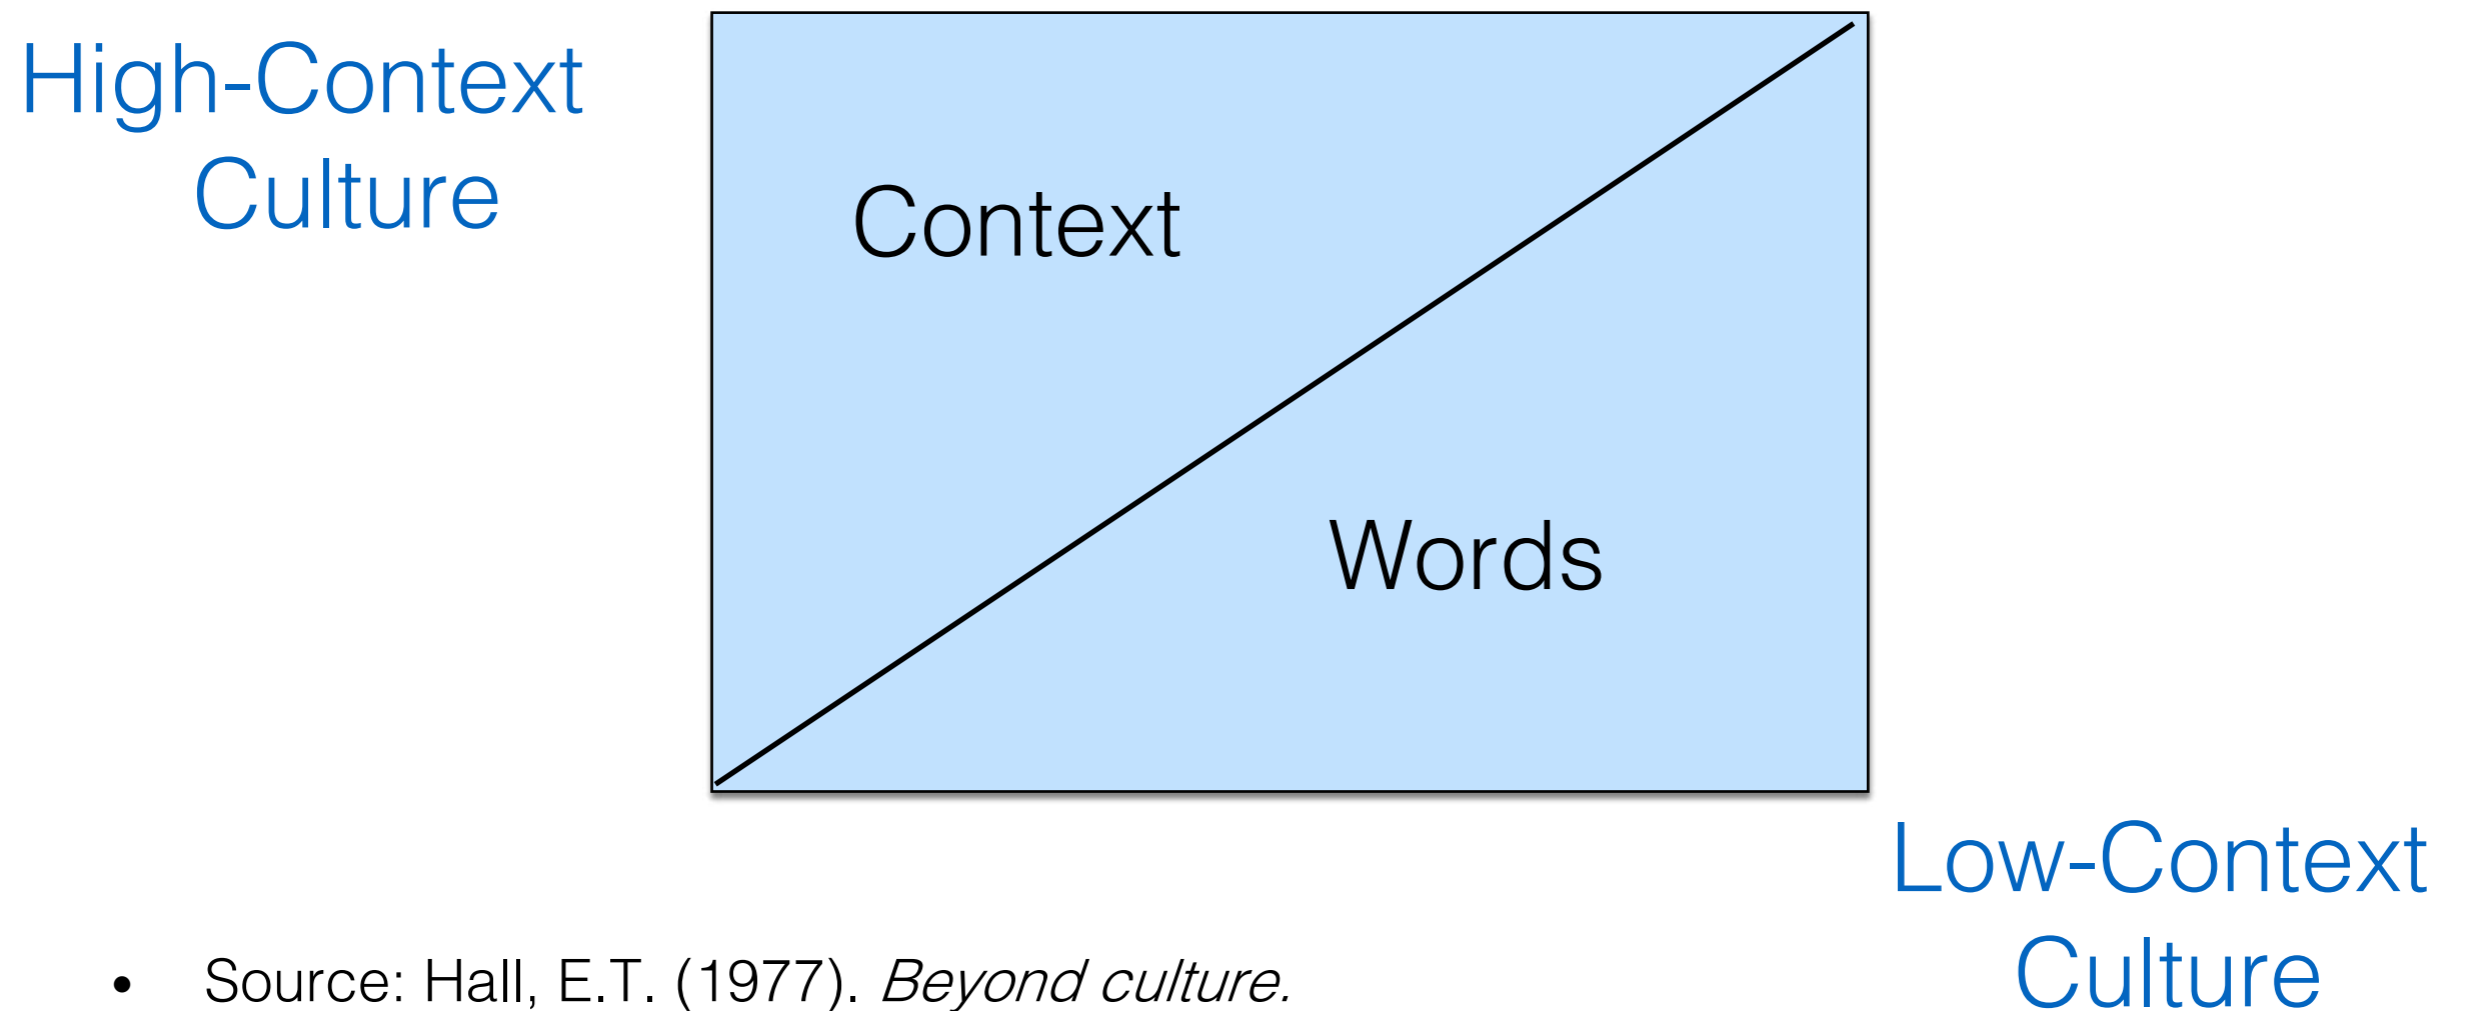 High-Context
Culture
Context
Words
Low-Context
Culture
• Source: Hall, E.T. (1977). Beyond culture.